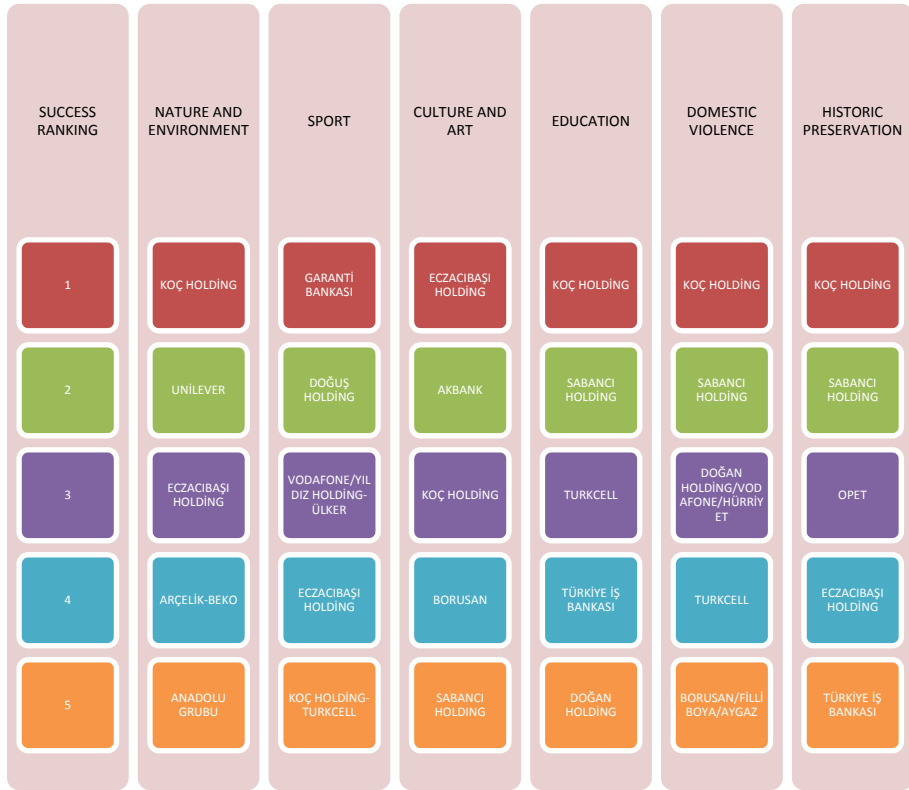 SUCCESS
RANKING
NATURE AND
ENVIRONMENT
SPORT
CULTURE AND
ART
EDUCATION
DOMESTIC
VIOLENCE
HISTORIC
PRESERVATION
1
KOÇ HOLDİNG
GARANTİ
BANKASI
ECZACIBAŞI
HOLDİNG
KOÇ HOLDİNG
KOÇ HOLDİNG
KOÇ HOLDİNG
2
UNİLEVER
DOĞUŞ
HOLDİNG
AKBANK
SABANCI
HOLDİNG
SABANCI
HOLDİNG
SABANCI
HOLDİNG
3
ECZACIBAŞI
HOLDİNG
VODAFONE/YIL
DIZ HOLDİNG-
ÜLKER
KOÇ HOLDİNG
TURKCELL
DOĞAN
HOLDİNG/VOD
AFONE/HÜRRİY
ET
OPET
4
ARÇELİK-BEKO
ECZACIBAŞI
HOLDİNG
BORUSAN
TÜRKİYE İŞ
BANKASI
TURKCELL
ECZACIBAŞI
HOLDİNG
5
ANADOLU
GRUBU
KOÇ HOLDİNG-
TURKCELL
SABANCI
HOLDING
DOĞAN
HOLDİNG
BORUSAN/FİLLİ
BOYA/AYGAZ
TÜRKİYE İŞ
BANKASI